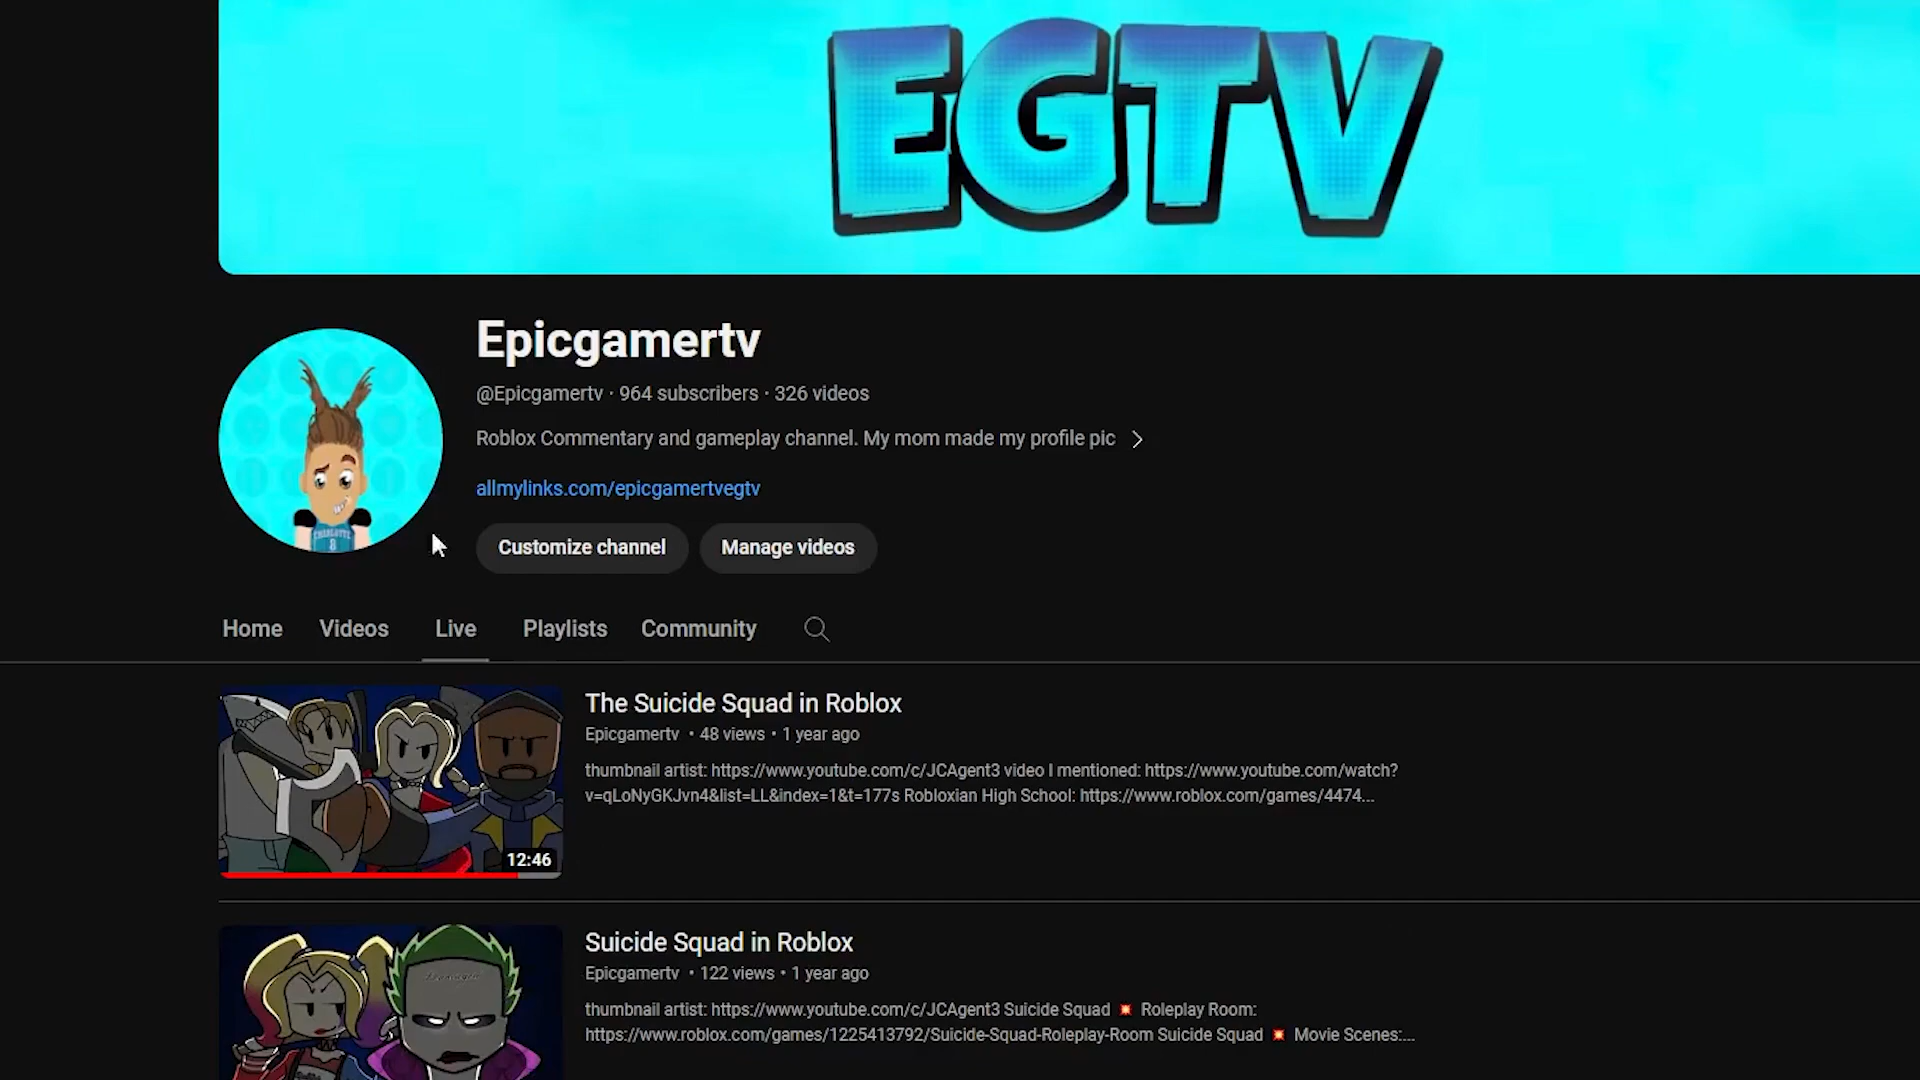 EGTV
Epicgamertv
@Epicgamertv · 964 subscribers · 326 videos
Roblox Commentary and gameplay channel. My mom made my profile pic
allmylinks.com/epicgamertvegtv
Customize channel
Manage videos
Home
Videos
Live
Playlists
Community
CHARLOTTE
8
The Suicide Squad in Roblox
Epicgamertv • 48 views • 1 year ago
thumbnail artist: https://www.youtube.com/c/JCAgent3 video I mentioned: https://www.youtube.com/watch?
v=qLoNyGKJvn4&list=LL&index=1&t=177s Robloxian High School: https://www.roblox.com/games/4474...
12:46
Suicide Squad in Roblox
Epicgamertv • 122 views • 1 year ago
thumbnail artist: https://www.youtube.com/c/JCAgent3 Suicide Squad 💥 Roleplay Room:
https://www.roblox.com/games/1225413792/Suicide-Squad-Roleplay-Room Suicide Squad 💥 Movie Scenes:....